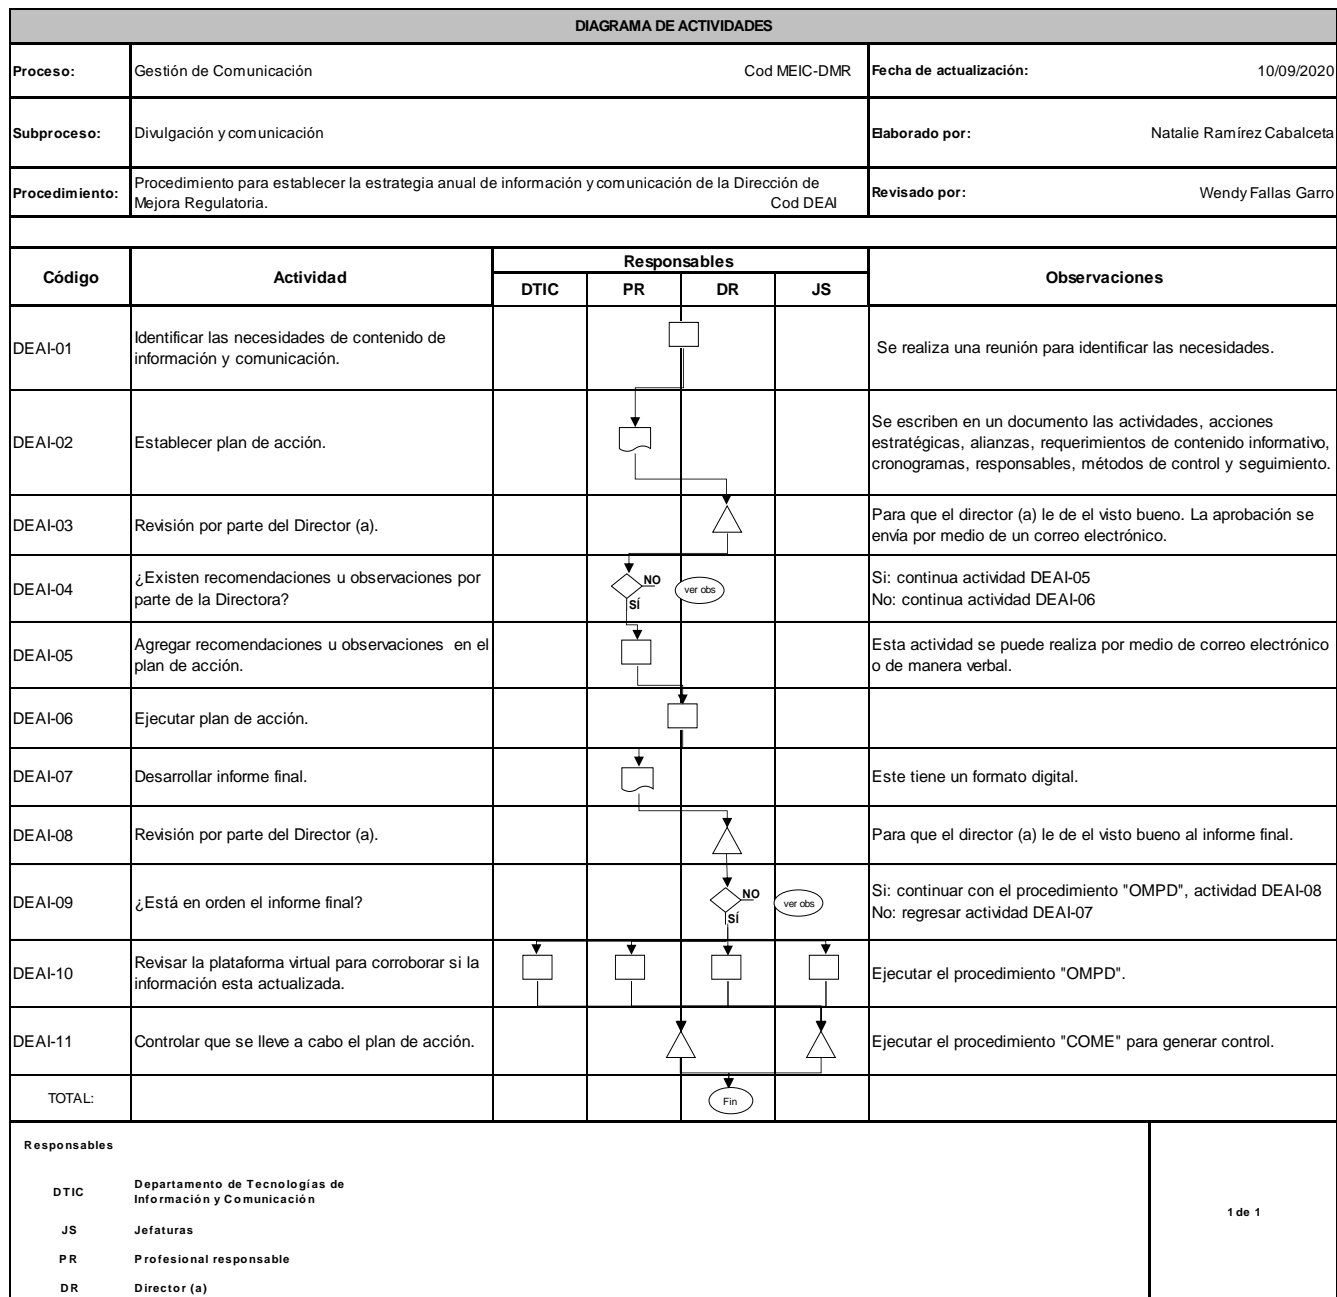 DIAGRAMA DE ACTIVIDADES
Proceso: Gestión de Comunicación Cod MEIC-DMR Fecha de actualización: 10/09/2020
Subproceso: Divulgación y comunicación Elaborado por: Natalie Ramírez Cabalceta
Procedimiento: Procedimiento para establecer la estrategia anual de información y comunicación de la Dirección de
Mejora Regulatoria. Cod DEAI Revisado por: Wendy Fallas Garro
Código Actividad Responsables Observaciones
DTIC PR DR JS
DEAI-01 Identificar las necesidades de contenido de
información y comunicación. Se realiza una reunión para identificar las necesidades.
DEAI-02 Establecer plan de acción. Se escriben en un documento las actividades, acciones
estratégicas, alianzas, requerimientos de contenido informativo,
cronogramas, responsables, métodos de control y seguimiento.
DEAI-03 Revisión por parte del Director (a). Para que el director (a) le de el visto bueno. La aprobación se
envía por medio de un correo electrónico.
DEAI-04 ¿Existen recomendaciones u observaciones por
parte de la Directora? NO ver obs SÍ Si: continua actividad DEAI-05
No: continua actividad DEAI-06
DEAI-05 Agregar recomendaciones u observaciones en el
plan de acción. Esta actividad se puede realiza por medio de correo electrónico
o de manera verbal.
DEAI-06 Ejecutar plan de acción.
DEAI-07 Desarrollar informe final. Este tiene un formato digital.
DEAI-08 Revisión por parte del Director (a). Para que el director (a) le de el visto bueno al informe final.
DEAI-09 ¿Está en orden el informe final? NO ver obs SÍ Si: continuar con el procedimiento "OMPD", actividad DEAI-08
No: regresar actividad DEAI-07
DEAI-10 Revisar la plataforma virtual para corroborar si la
información esta actualizada. Ejecutar el procedimiento "OMPD".
DEAI-11 Controlar que se lleve a cabo el plan de acción. Ejecutar el procedimiento "COME" para generar control.
TOTAL: Fin
Responsables
DTIC Departamento de Tecnologías de
Información y Comunicación
JS Jefaturas
PR Profesional responsable
DR Director (a)
1 de 1